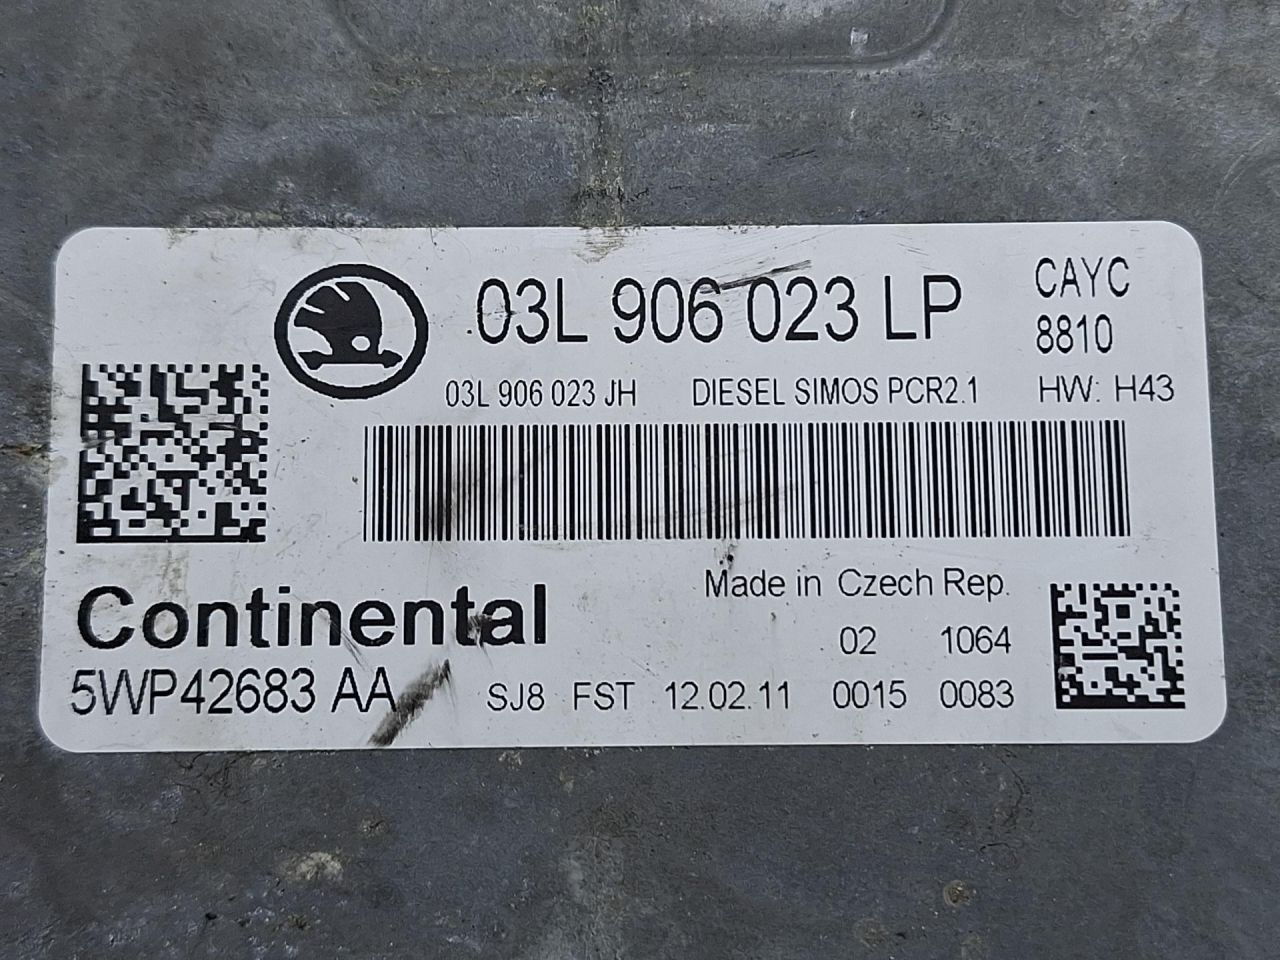 03L 906 023 LP
CAYC
8810
03L 906 023 JH DIESEL SIMOS PCR2.1 HW: H43
Made in Czech Rep.
Continental
02 1064
5WP42683 AA SJ8 FST 12.02.11 0015 0083